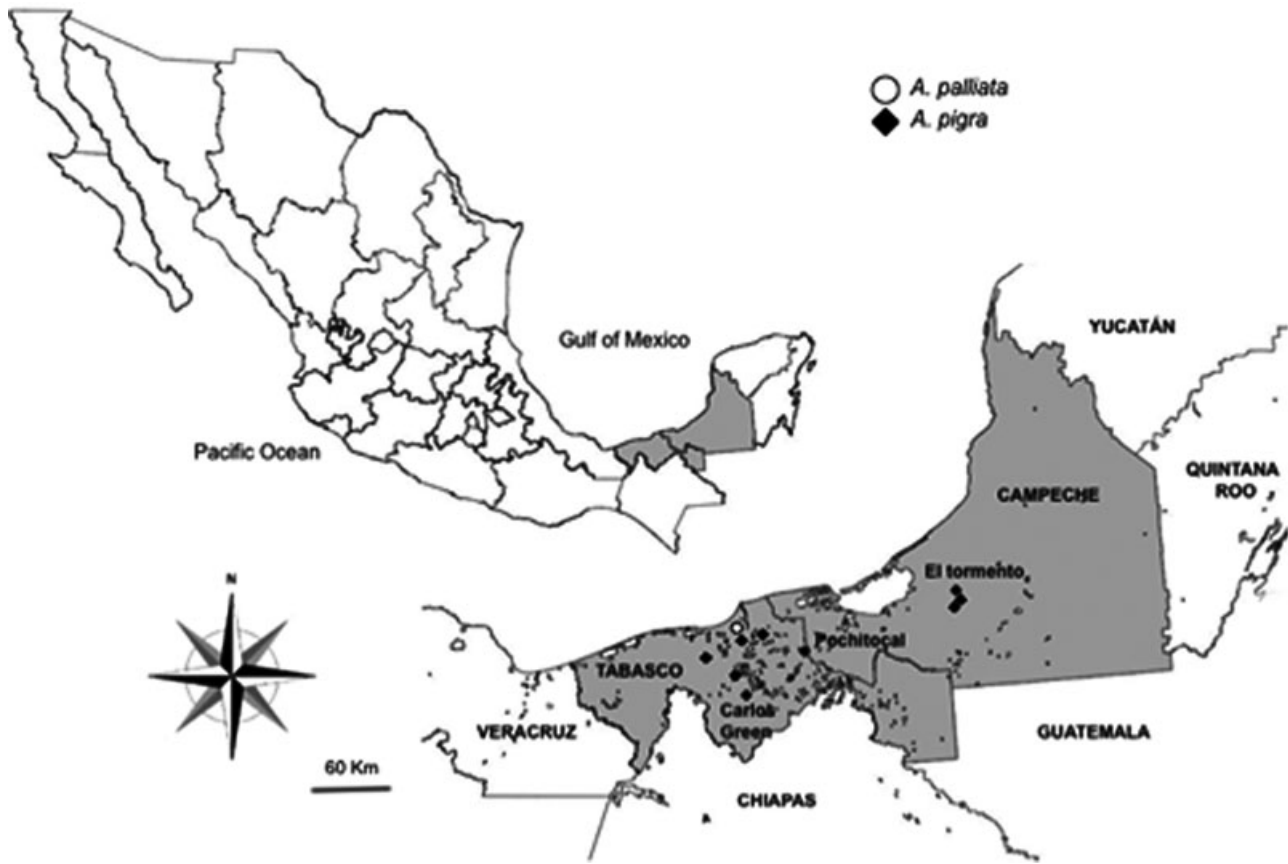 A. palliata
A. pigra
Gulf of Mexico
Pacific Ocean
YUCATÁN
QUINTANA
ROO
CAMPECHE
El tormento
N
Pochitocal
TABASCO
Carlos
Green
VERACRUZ
GUATEMALA
60 Km
CHIAPAS